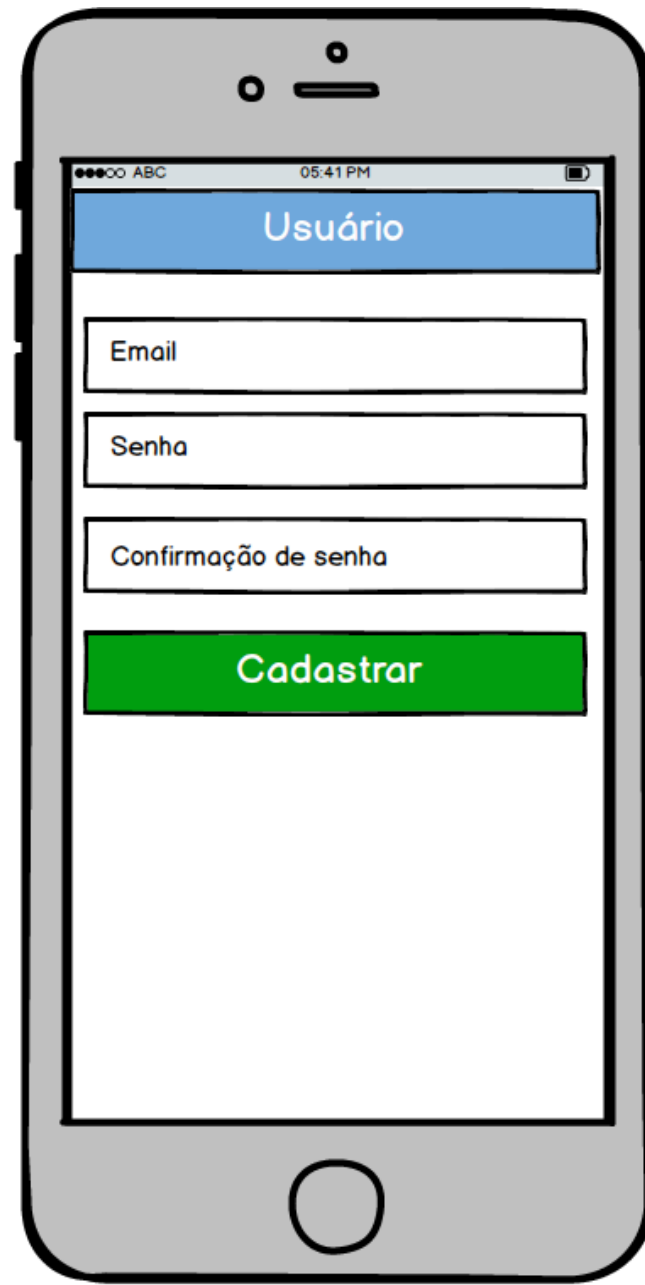 ABC 05:41 PM
Usuário
Email
Senha
Confirmação de senha
Cadastrar